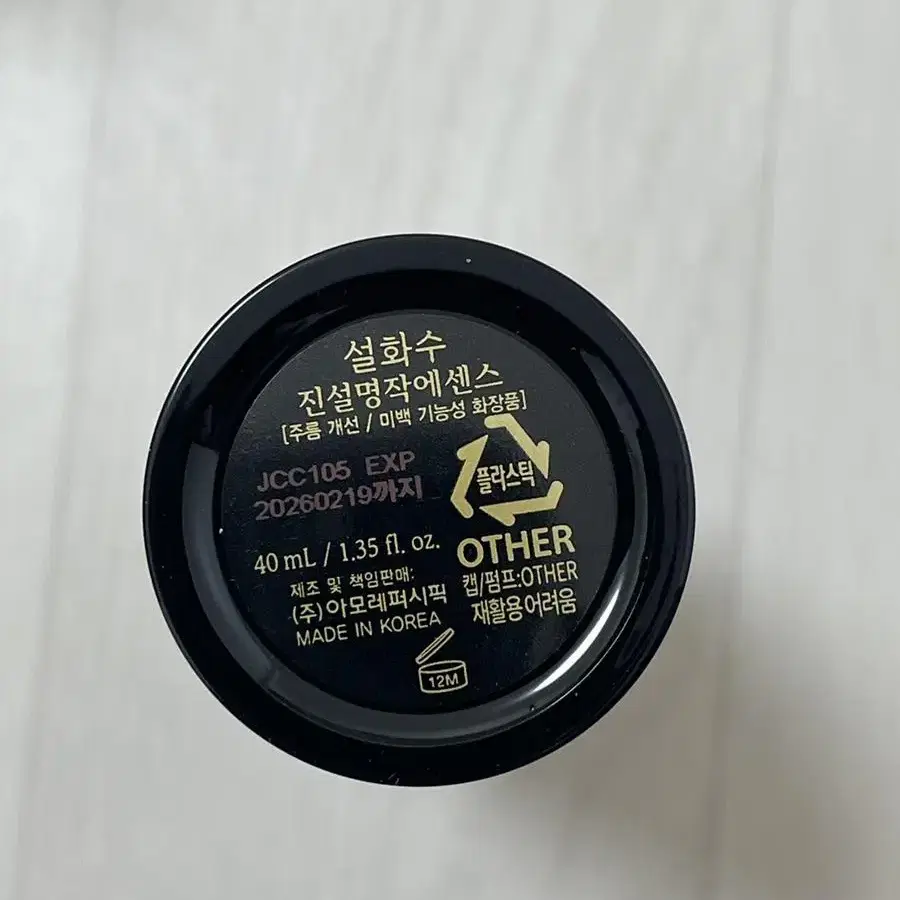 설화수
진설명작에센스
[주름 개선 / 미백 기능성 화장품]
JCC105 EXP
20260219까지
플라스틱
OTHER
캡/펌프:OTHER
재활용어려움
40 mL / 1.35 fl. oz.
제조 및 책임판매:
(주)아모레퍼시픽
MADE IN KOREA
12M